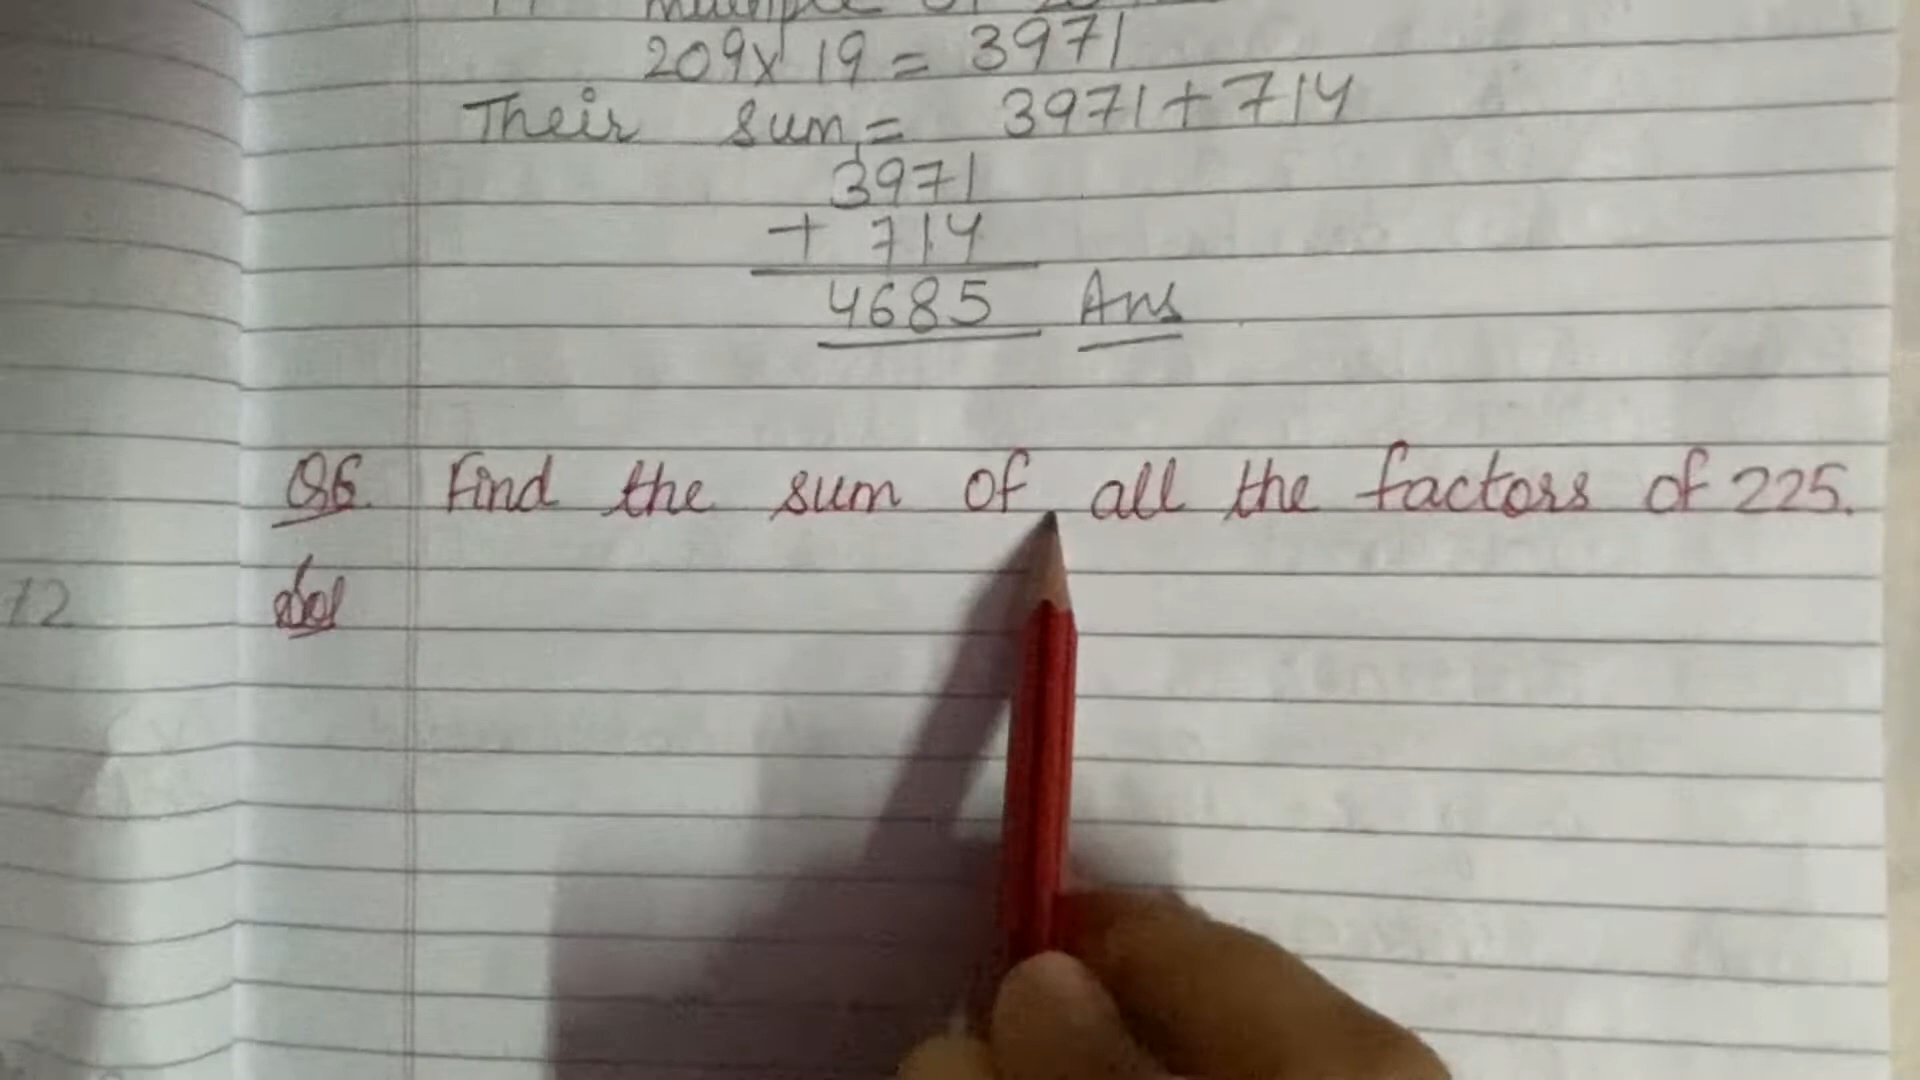 209 x 19 = 3971
Their sum = 3971 + 714
3971
+ 714
4685 Ans
Q6. Find the sum of all the factors of 225.
12 Sol